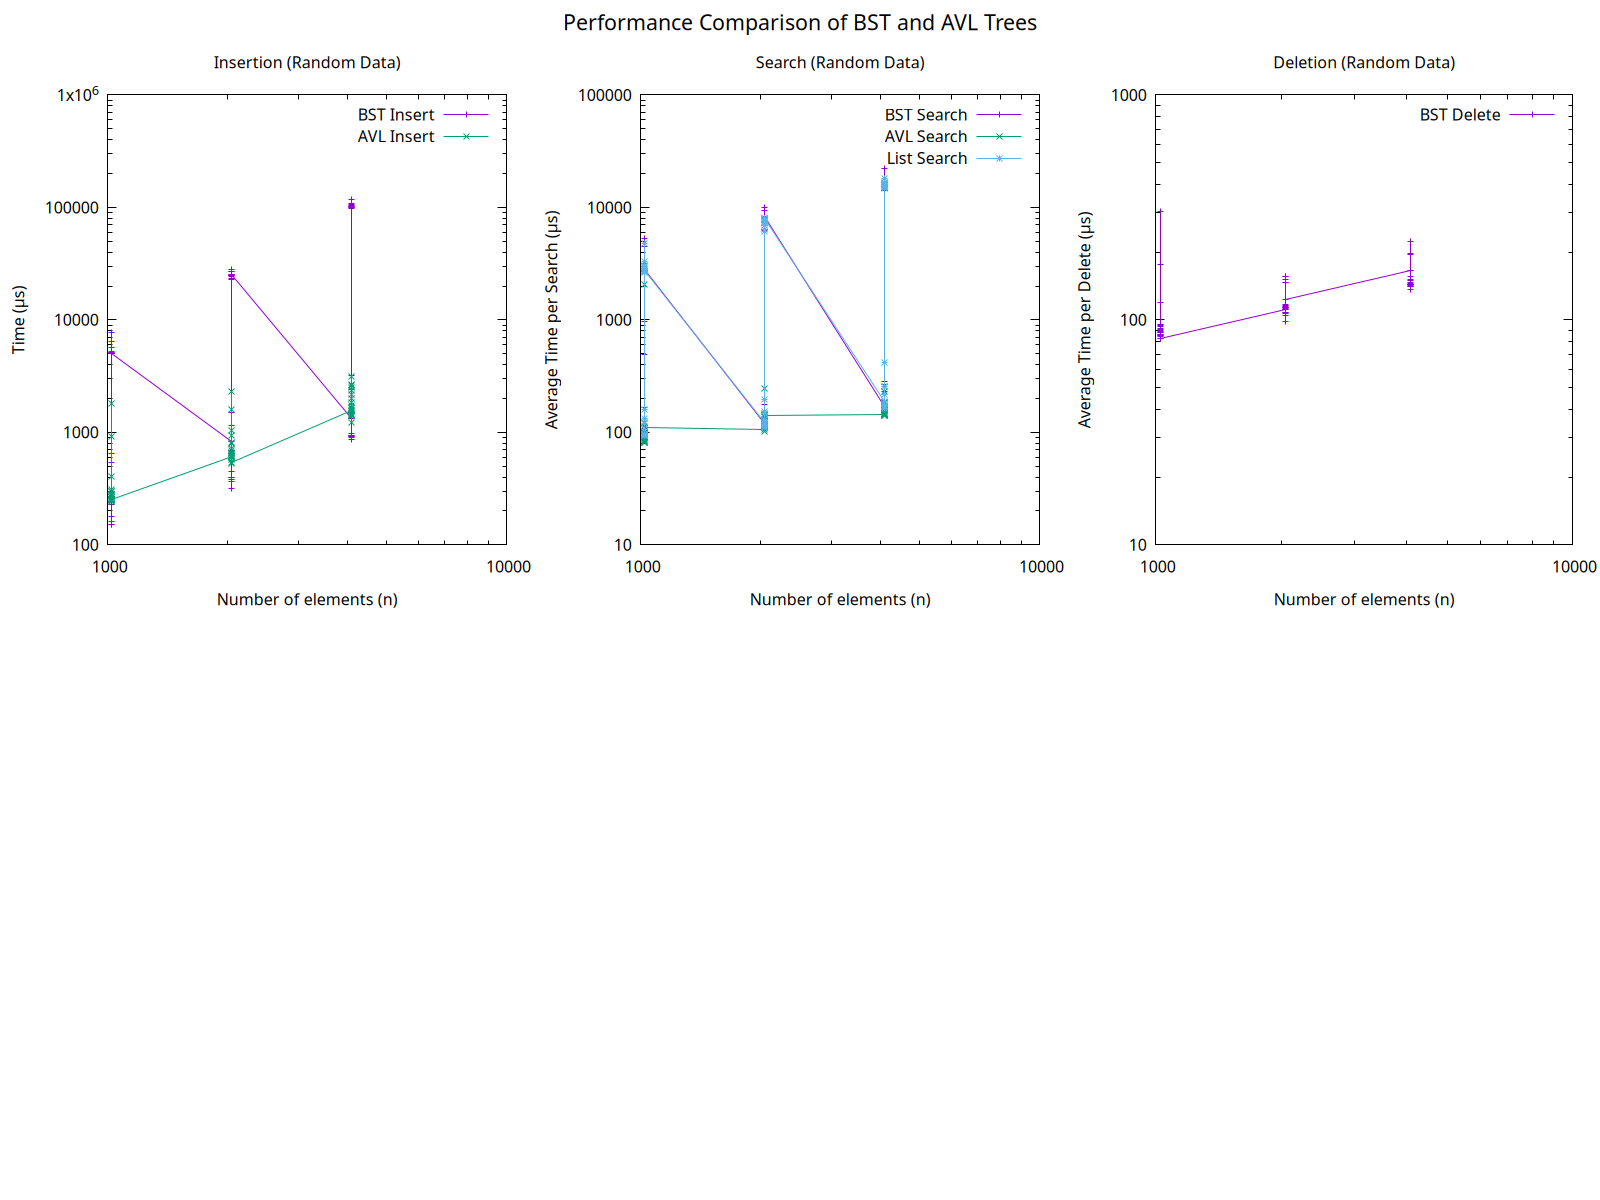 Performance Comparison of BST and AVL Trees
Insertion (Random Data)
1x10⁶
100000
10000
1000
100
1000
10000
Time (µs)
Number of elements (n)
BST Insert
AVL Insert
Search (Random Data)
100000
10000
1000
100
10
1000
10000
Average Time per Search (µs)
Number of elements (n)
BST Search
AVL Search
List Search
Deletion (Random Data)
1000
100
10
1000
10000
Average Time per Delete (µs)
Number of elements (n)
BST Delete